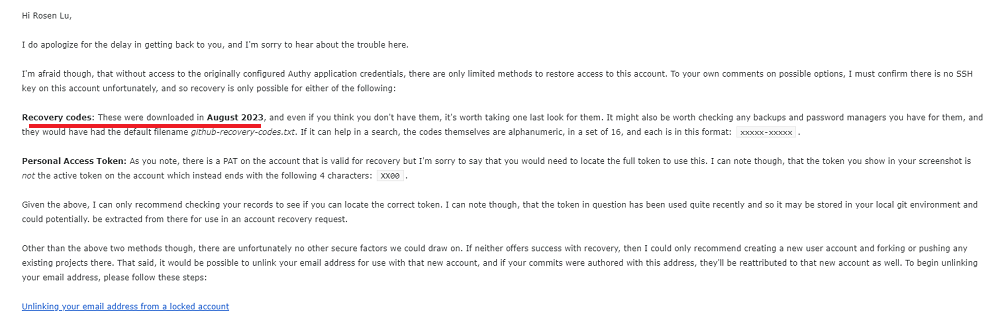 Hi Rosen Lu,
I do apologize for the delay in getting back to you, and I'm sorry to hear about the trouble here.
I'm afraid though, that without access to the originally configured Authy application credentials, there are only limited methods to restore access to this account. To your own comments on possible options, I must confirm there is no SSH
key on this account unfortunately, and so recovery is only possible for either of the following:
Recovery codes: These were downloaded in August 2023, and even if you think you don't have them, it's worth taking one last look for them. It might also be worth checking any backups and password managers you have for them, and
they would have had the default filename github-recovery-codes.txt. If it can help in a search, the codes themselves are alphanumeric, in a set of 16, and each is in this format: xxxxx-xxxxx .
Personal Access Token: As you note, there is a PAT on the account that is valid for recovery but I'm sorry to say that you would need to locate the full token to use this. I can note though, that the token you show in your screenshot is
not the active token on the account which instead ends with the following 4 characters: XX00 .
Given the above, I can only recommend checking your records to see if you can locate the correct token. I can note though, that the token in question has been used quite recently and so it may be stored in your local git environment and
could potentially. be extracted from there for use in an account recovery request.
Other than the above two methods though, there are unfortunately no other secure factors we could draw on. If neither offers success with recovery, then I could only recommend creating a new user account and forking or pushing any
existing projects there. That said, it would be possible to unlink your email address for use with that new account, and if your commits were authored with this address, they'll be reattributed to that new account as well. To begin unlinking
your email address, please follow these steps:
Unlinking your email address from a locked account